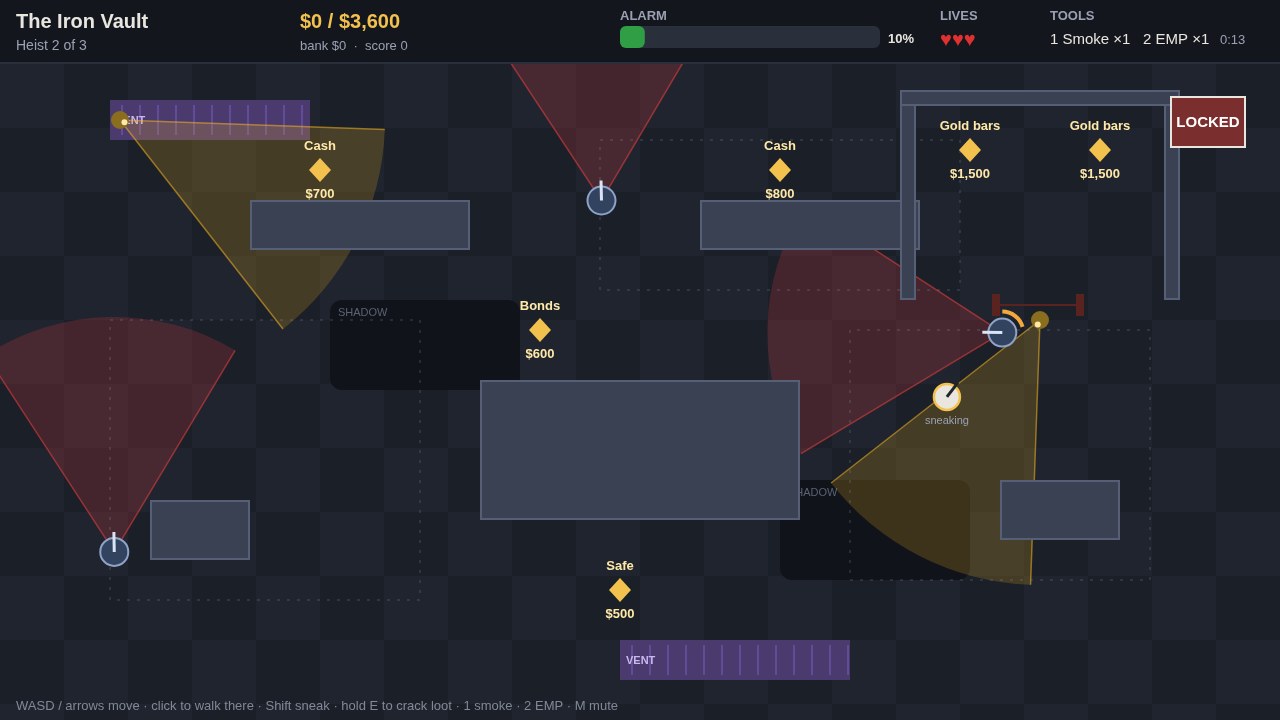 The Iron Vault
Heist 2 of 3
$0 / $3,600
bank $0 · score 0
ALARM
10%
LIVES
TOOLS
1 Smoke ×1 2 EMP ×1 0:13
LOCKED
Cash
$700
Cash
$800
Gold bars
$1,500
Gold bars
$1,500
SHADOW
Bonds
$600
sneaking
Safe
$500
VENT
WASD / arrows move · click to walk there · Shift sneak · hold E to crack loot · 1 smoke · 2 EMP · M mute